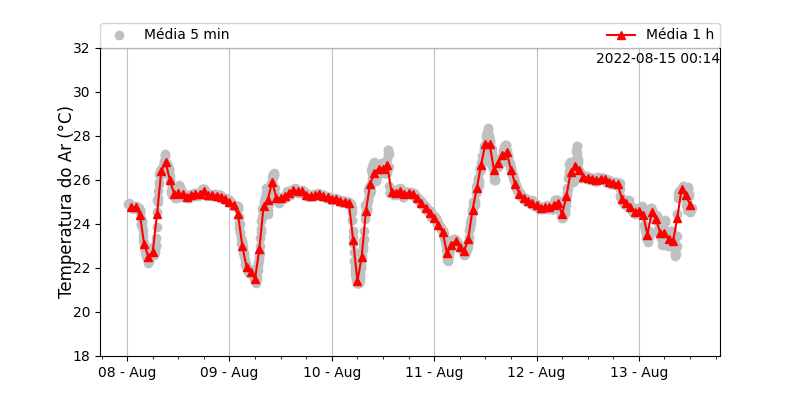 Média 5 min
Média 1 h
2022-08-15 00:14
Temperatura do Ar (°C)
32
30
28
26
24
22
20
18
08 - Aug
09 - Aug
10 - Aug
11 - Aug
12 - Aug
13 - Aug